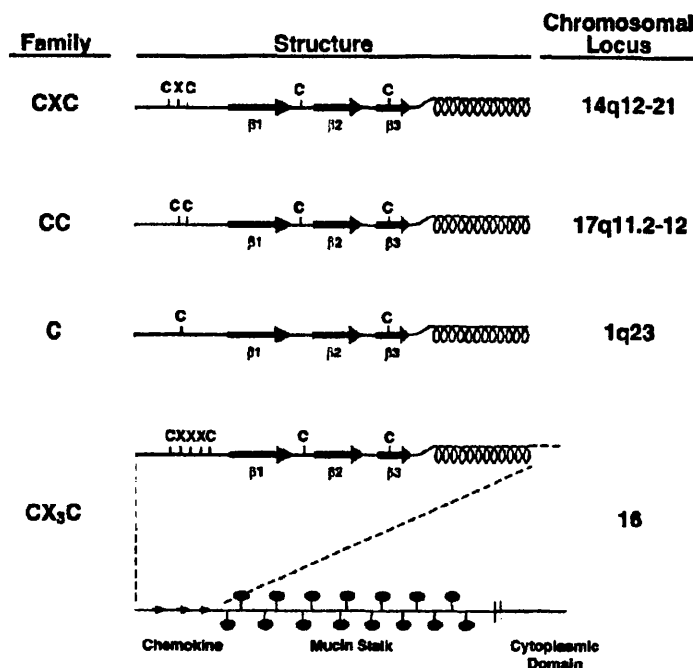 Family Structure Chromosomal Locus
CXC CXC C C 14q12-21
β1 β2 β3
CC CC C C 17q11.2-12
β1 β2 β3
C C C 1q23
β1 β2 β3
CXXXC C C
β1 β2 β3
CX₃C 16
Chemokine Mucin Stalk Cytoplasmic Domain